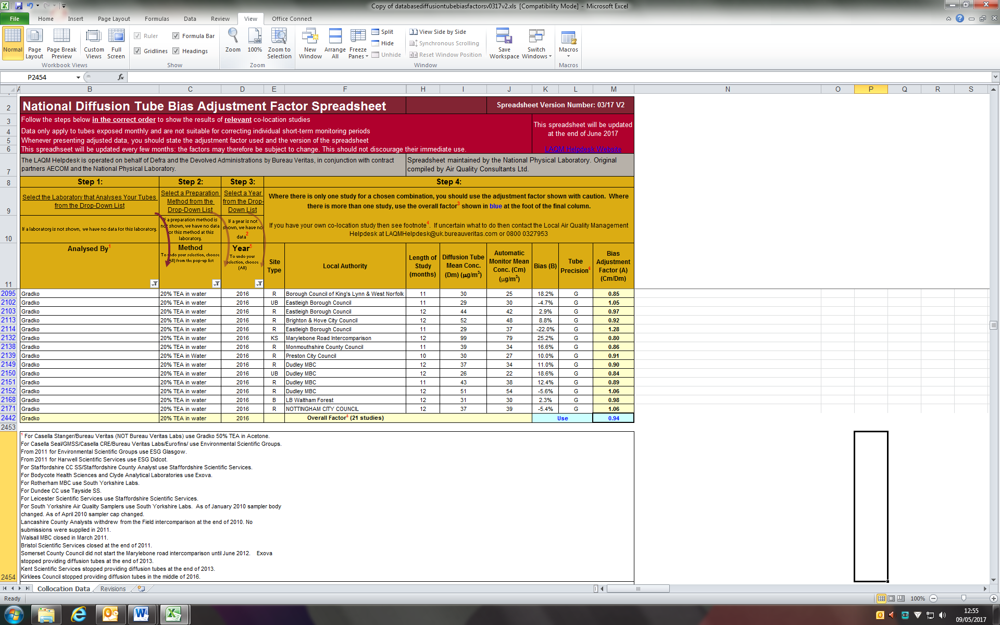 Copy of databasediffusiontubebiasfactorsv0317v2.xls [Compatibility Mode] - Microsoft Excel
File Home Insert Page Layout Formulas Data Review View Office Connect
Normal Page Layout Page Break Preview Custom Views Full Screen
Workbook Views
Ruler Formula Bar
Gridlines Headings
Show
Zoom 100% Zoom to Selection
Zoom
New Window Arrange All Freeze Panes Split Hide Unhide
View Side by Side
Synchronous Scrolling
Reset Window Position
Save Workspace Switch Windows
Window
Macros
Macros
P2454 fx
A B C D E F H I J K L M N O P Q R S
2 National Diffusion Tube Bias Adjustment Factor Spreadsheet Spreadsheet Version Number: 03/17 V2
3 Follow the steps below in the correct order to show the results of relevant co-location studies
4 Data only apply to tubes exposed monthly and are not suitable for correcting individual short-term monitoring periods
5 Whenever presenting adjusted data, you should state the adjustment factor used and the version of the spreadsheet
6 This spreadhseet will be updated every few months: the factors may therefore be subject to change. This should not discourage their immediate use.
This spreadsheet will be updated
at the end of June 2017
LAQM Helpdesk Website
7 The LAQM Helpdesk is operated on behalf of Defra and the Devolved Administrations by Bureau Veritas, in conjunction with contract
partners AECOM and the National Physical Laboratory.
Spreadsheet maintained by the National Physical Laboratory. Original
compiled by Air Quality Consultants Ltd.
8 Step 1: Step 2: Step 3: Step 4:
9 Select the Laboratory that Analyses Your Tubes
from the Drop-Down List
Select a Preparation
Method from the
Drop-Down List
Select a Year
from the Drop-
Down List
Where there is only one study for a chosen combination, you should use the adjustment factor shown with caution. Where
there is more than one study, use the overall factor3 shown in blue at the foot of the final column.
10 If a laboratory is not shown, we have no data for this laboratory.
If a preparation method is
not shown, we have no data
for this method at this
laboratory.
If a year is not
shown, we have no
data2
If you have your own co-location study then see footnote4. If uncertain what to do then contact the Local Air Quality Management
Helpdesk at LAQMHelpdesk@uk.bureauveritas.com or 0800 0327953
11 Analysed By1
Method
To undo your selection, choose
(All) from the pop-up list
Year5
To undo your
selection, choose
(All)
Site
Type
Local Authority
Length of
Study
(months)
Diffusion Tube
Mean Conc.
(Dm) (μg/m3)
Automatic
Monitor Mean
Conc. (Cm)
(μg/m3)
Bias (B)
Tube
Precision6
Bias
Adjustment
Factor (A)
(Cm/Dm)
2095 Gradko 20% TEA in water 2016 R Borough Council of King's Lynn & West Norfolk 11 30 25 18.2% G 0.85
2102 Gradko 20% TEA in water 2016 UB Eastleigh Borough Council 11 29 30 -4.7% G 1.05
2103 Gradko 20% TEA in water 2016 R Eastleigh Borough Council 12 44 42 2.9% G 0.97
2113 Gradko 20% TEA in water 2016 R Brighton & Hove City Council 12 52 48 8.8% G 0.92
2114 Gradko 20% TEA in water 2016 R Eastleigh Borough Council 11 29 37 -22.0% G 1.28
2132 Gradko 20% TEA in water 2016 KS Marylebone Road Intercomparison 12 99 79 25.2% G 0.80
2138 Gradko 20% TEA in water 2016 R Monmouthshire County Council 11 39 34 16.6% G 0.86
2139 Gradko 20% TEA in Water 2016 R Preston City Council 10 30 27 10.0% G 0.91
2149 Gradko 20% TEA in water 2016 R Dudley MBC 12 37 34 11.0% G 0.90
2150 Gradko 20% TEA in water 2016 UB Dudley MBC 12 26 22 18.6% G 0.84
2151 Gradko 20% TEA in water 2016 R Dudley MBC 11 43 38 12.4% G 0.89
2152 Gradko 20% TEA in water 2016 R Dudley MBC 12 51 54 -5.6% G 1.06
2168 Gradko 20% TEA in water 2016 B LB Waltham Forest 12 31 30 2.3% G 0.98
2171 Gradko 20% TEA in water 2016 R NOTTINGHAM CITY COUNCIL 12 37 39 -5.4% G 1.06
2442 Gradko 20% TEA in water 2016 Overall Factor3 (21 studies) Use 0.94
2453
1 For Casella Stanger/Bureau Veritas (NOT Bureau Veritas Labs) use Gradko 50% TEA in Acetone.
For Casella Seal/GMSS/Casella CRE/Bureau Veritas Labs/Eurofins/ use Environmental Scientific Groups.
From 2011 for Environmental Scientific Groups use ESG Glasgow.
From 2011 for Harwell Scientific Services use ESG Didcot.
For Staffordshire CC SS/Staffordshire County Analyst use Staffordshire Scientific Services.
For Bodycote Health Sciences and Clyde Analytical Laboratories use Exova.
For Rotherham MBC use South Yorkshire Labs.
For Dundee CC use Tayside SS.
For Leicester Scientific Services use Staffordshire Scientific Services.
For South Yorkshire Air Quality Samplers use South Yorkshire Labs. As of January 2010 sampler body
changed. As of April 2010 sampler cap changed.
Lancashire County Analysts withdrew from the Field intercomparison at the end of 2010. No
submissions were supplied in 2011.
Walsall MBC closed in March 2011.
Bristol Scientific Services closed at the end of 2011.
Somerset County Council did not start the Marylebone road intercomparison until June 2012. Exova
stopped providing diffusion tubes at the end of 2013.
Kent Scientific Services stopped providing diffusion tubes at the end of 2013.
2454 Kirklees Council stopped providing diffusion tubes in the middle of 2016.
Collocation Data Revisions
Ready 100%
12:55
09/05/2017